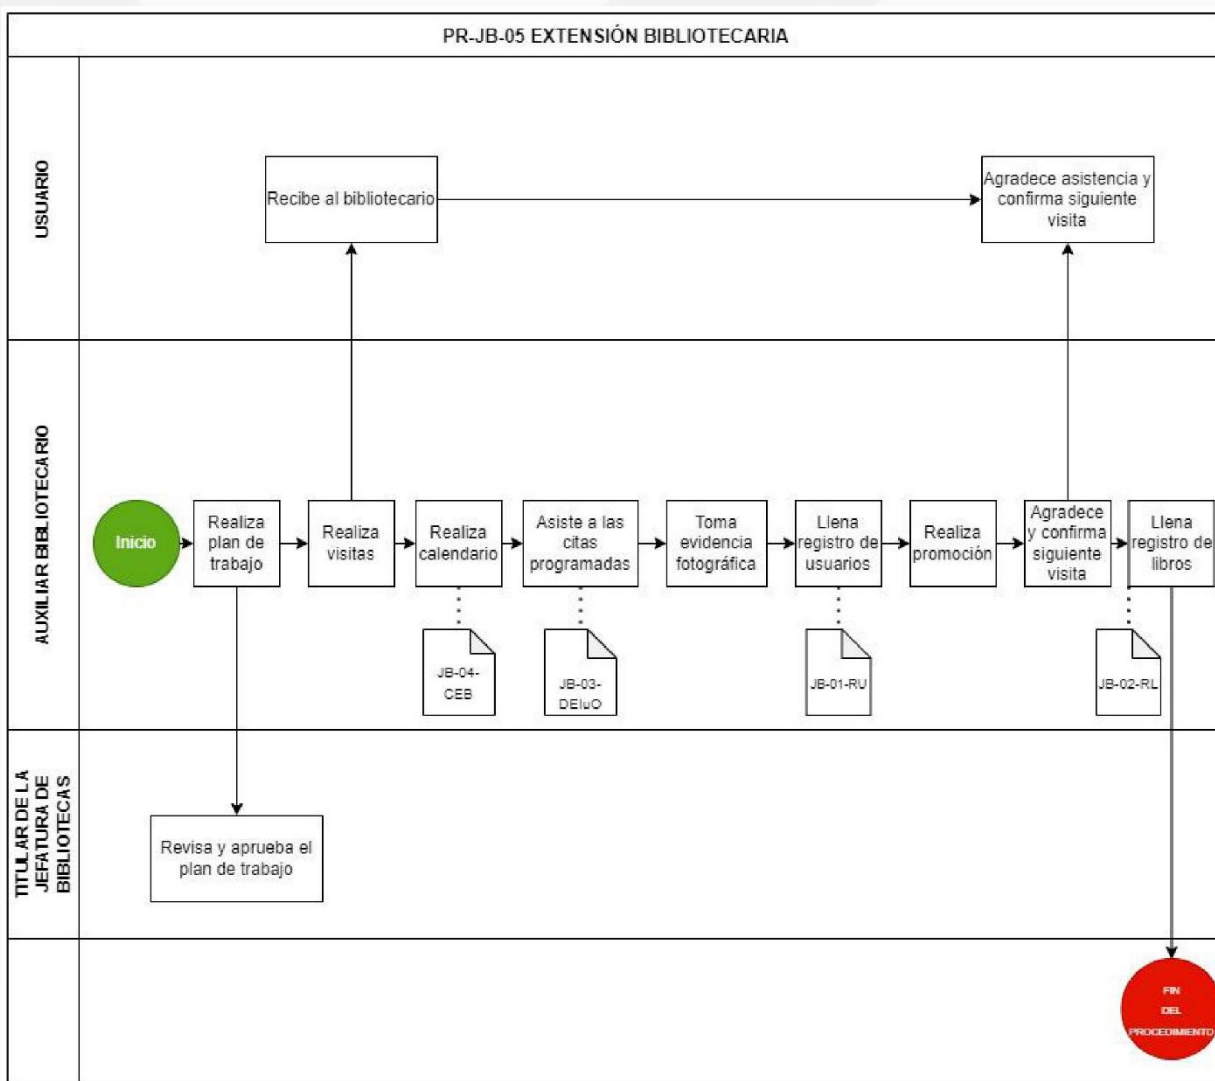 PR-JB-05 EXTENSIÓN BIBLIOTECARIA
USUARIO
Recibe al bibliotecario
Agradece asistencia y
confirma siguiente
visita
AUXILIAR BIBLIOTECARIO
Inicio
Realiza
plan de
trabajo
Realiza
visitas
Realiza
calendario
Asiste a las
citas
programadas
Toma
evidencia
fotográfica
Llena
registro de
usuarios
Realiza
promoción
Agradece
y confirma
siguiente
visita
Llena
registro de
libros
JB-04-
CEB
JB-03-
DEIuO
JB-01-RU
JB-02-RL
TITULAR DE LA
JEFATURA DE
BIBLIOTECAS
Revisa y aprueba el
plan de trabajo
FIN
DEL
PROCEDIMIENTO